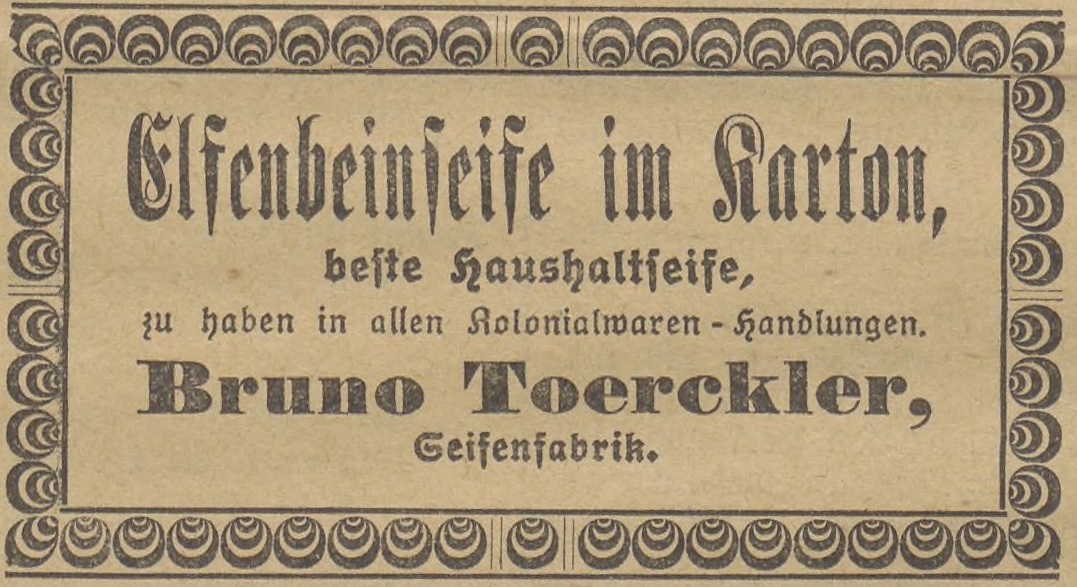 Elfenbeinſeife im Karton,
beſte Haushaltſeife,
zu haben in allen Kolonialwaren-Handlungen.
Bruno Toerckler,
Seifenfabrik.